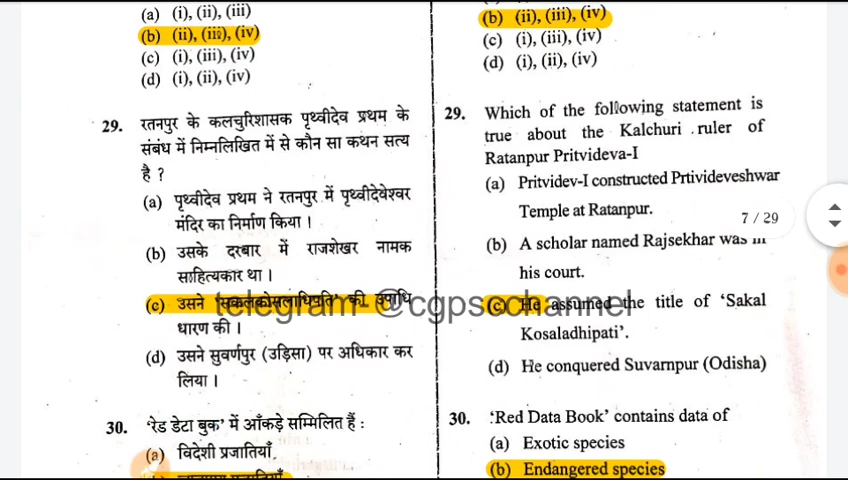 (a) (i), (ii), (iii)
(b) (ii), (iii), (iv)
(c) (i), (iii), (iv)
(d) (i), (ii), (iv)
29. रतनपुर के कलचुरिशासक पृथ्वीदेव प्रथम के
संबंध में निम्नलिखित में से कौन सा कथन सत्य
है ?
(a) पृथ्वीदेव प्रथम ने रतनपुर में पृथ्वीदेवेश्वर
मंदिर का निर्माण किया ।
(b) उसके दरबार में राजशेखर नामक
साहित्यकार था ।
(c) उसने 'सकलकोसलाधिपति' की उपाधि
धारण की ।
(d) उसने सुवर्णपुर (उड़िसा) पर अधिकार कर
लिया ।
30. 'रेड डेटा बुक' में आँकड़े सम्मिलित हैं :
(a) विदेशी प्रजातियाँ
(b) (ii), (iii), (iv)
(c) (i), (iii), (iv)
(d) (i), (ii), (iv)
29. Which of the following statement is
true about the Kalchuri ruler of
Ratanpur Pritvideva-I
(a) Pritvidev-I constructed Prtivideveshwar
Temple at Ratanpur.
(b) A scholar named Rajsekhar was in
his court.
(c) He assumed the title of 'Sakal
Kosaladhipati'.
(d) He conquered Suvarnpur (Odisha)
30. 'Red Data Book' contains data of
(a) Exotic species
(b) Endangered species
7 / 29
telegram @cgpscchannel